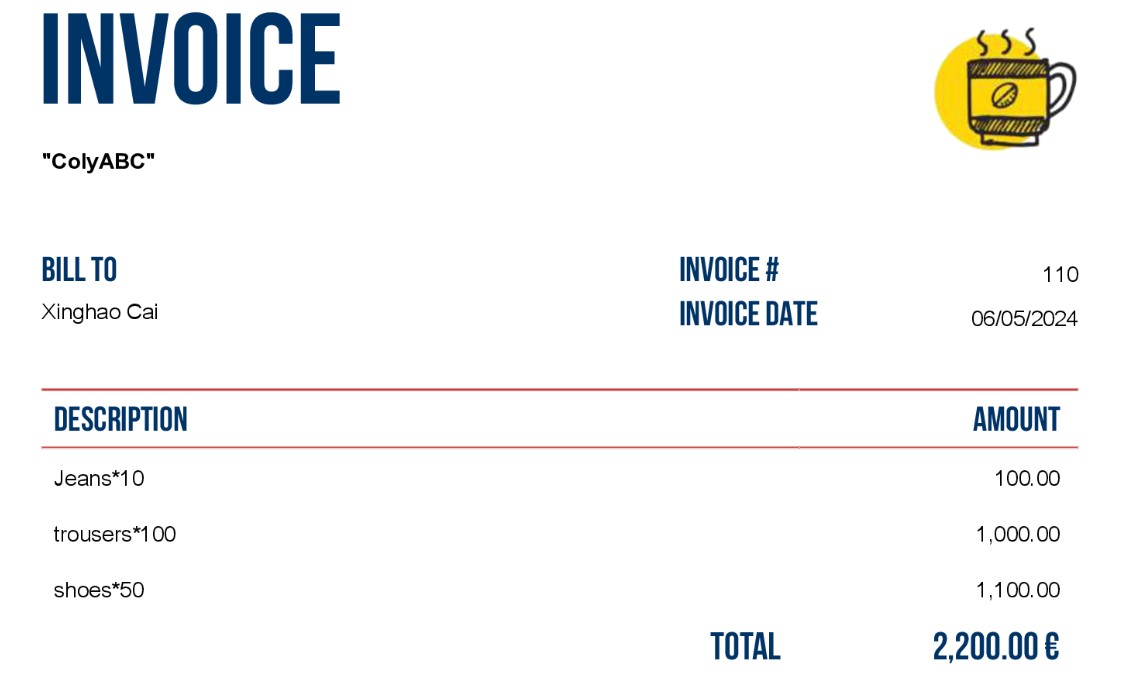 INVOICE
"ColyABC"
BILL TO
Xinghao Cai
INVOICE # 110
INVOICE DATE 06/05/2024
DESCRIPTION AMOUNT
Jeans*10 100.00
trousers*100 1,000.00
shoes*50 1,100.00
TOTAL 2,200.00 €